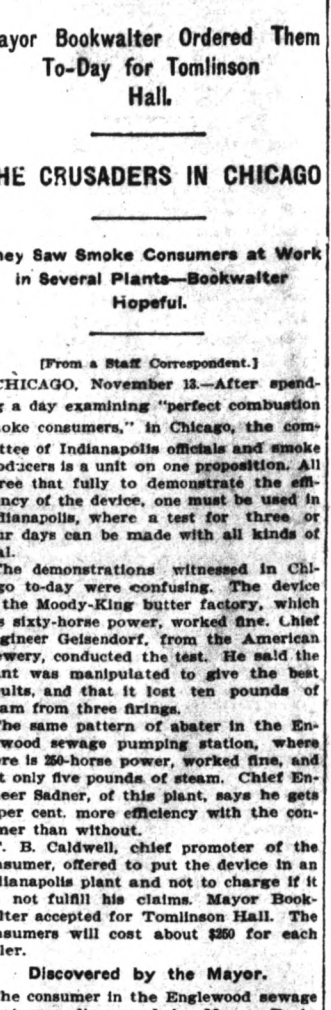 ayor Bookwalter Ordered Them
To-Day for Tomlinson
Hall.
HE CRUSADERS IN CHICAGO
ney Saw Smoke Consumers at Work
in Several Plants—Bookwalter
Hopeful.
[From a Staff Correspondent.]
CHICAGO, November 13.—After spend-
g a day examining "perfect combustion
oke consumers," in Chicago, the com-
ttee of Indianapolis officials and smoke
oducers is a unit on one proposition. All
ree that fully to demonstrate the effi-
ncy of the device, one must be used in
dianapolis, where a test for three or
ur days can be made with all kinds of
al.
he demonstrations witnessed in Chi-
go to-day were confusing. The device
the Moody-King butter factory, which
s sixty-horse power, worked fine. Chief
gineer Geisendorf, from the American
ewery, conducted the test. He said the
nt was manipulated to give the best
ults, and that it lost ten pounds of
am from three firings.
he same pattern of abater in the En-
wood sewage pumping station, where
re is 250-horse power, worked fine, and
t only five pounds of steam. Chief En-
eer Sadner, of this plant, says he gets
per cent. more efficiency with the con-
mer than without.
. B. Caldwell, chief promoter of the
nsumer, offered to put the device in an
dianapolis plant and not to charge if it
not fulfill his claims. Mayor Book-
lter accepted for Tomlinson Hall. The
nsumers will cost about $250 for each
ler.
Discovered by the Mayor.
he consumer in the Englewood sewage